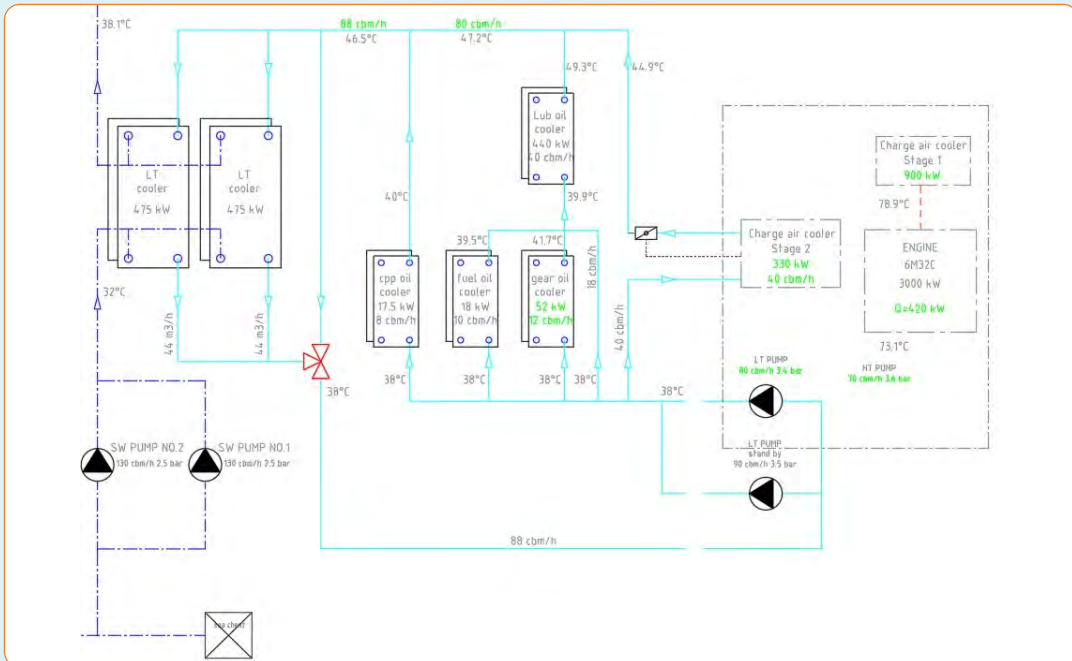 38.1°C
88 cbm/h
46.5°C
80 cbm/h
47.2°C
49.3°C
44.9°C
Lub oil
cooler
440 kW
40 cbm/h
Charge air cooler
Stage 1
900 kW
LT
cooler
475 kW
LT
cooler
475 kW
40°C
39.9°C
78.9°C
39.5°C
41.7°C
18 cbm/h
Charge air cooler
Stage 2
330 kW
40 cbm/h
ENGINE
6M32C
3000 kW
Q=420 kW
cpp oil
cooler
17.5 kW
8 cbm/h
fuel oil
cooler
18 kW
10 cbm/h
gear oil
cooler
52 kW
12 cbm/h
32°C
44 m3/h
44 m3/h
40 cbm/h
73.1°C
LT PUMP
3.4 bar
HT PUMP
70 cbm/h 3.6 bar
38°C
38°C
38°C
38°C
38°C
38°C
SW PUMP NO.2
130 cbm/h 2.5 bar
SW PUMP NO.1
130 cbm/h 2.5 bar
LT PUMP
stand by
90 cbm/h 3.5 bar
88 cbm/h
sea chest